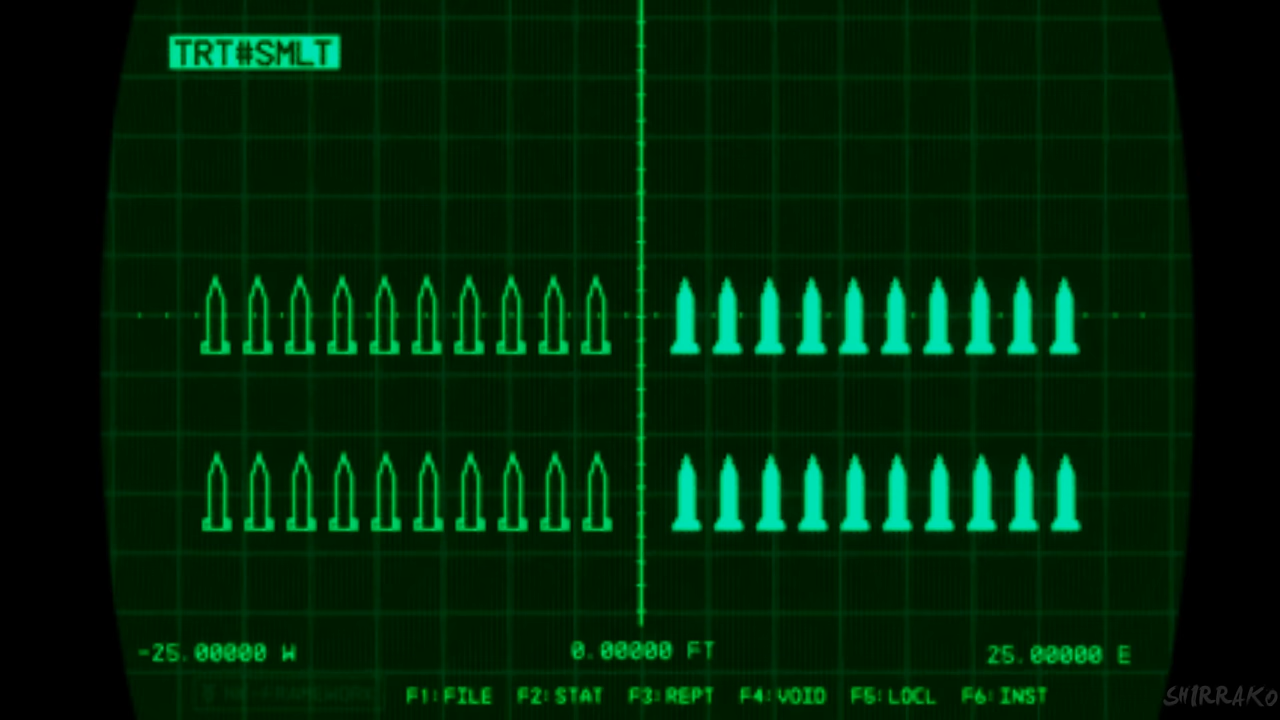 TRT#SMLT
-25.00000 W 0.00000 FT 25.00000 E
F1:FILE F2:STAT F3:REPT F4:VOID F5:LOCL F6:INST
SHIRRAKO